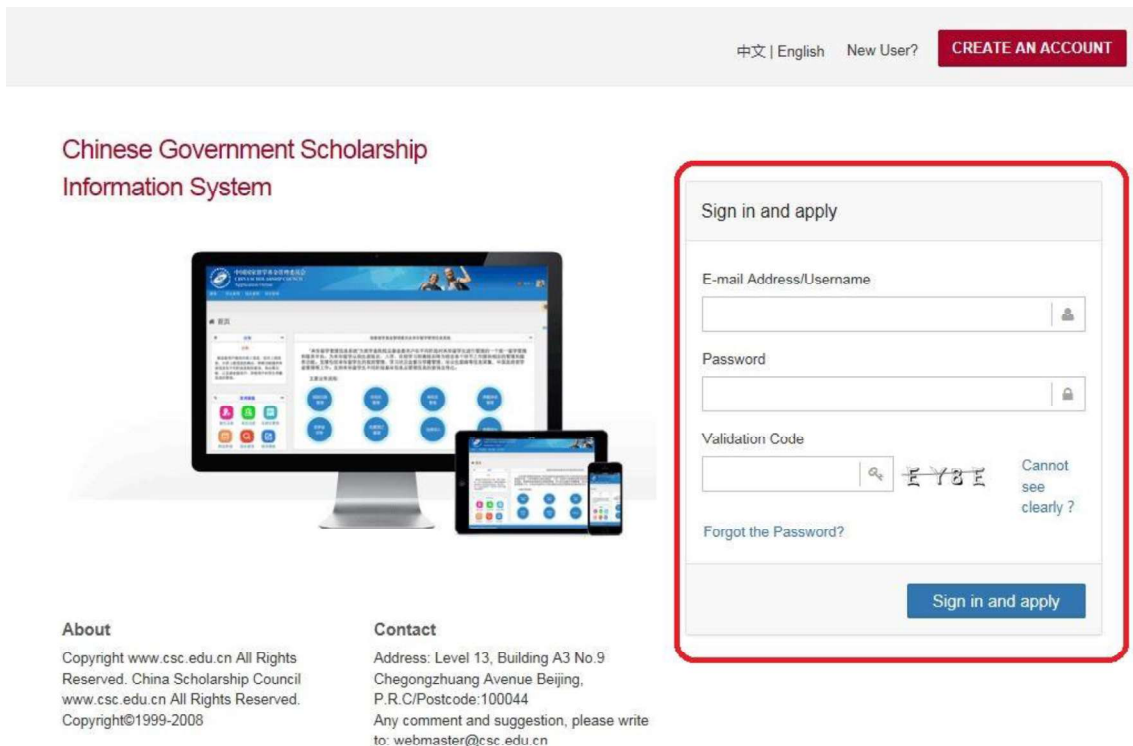 中文 | English New User? CREATE AN ACCOUNT
Chinese Government Scholarship
Information System
Sign in and apply
E-mail Address/Username
Password
Validation Code
EY8E
Cannot
see
clearly ?
Forgot the Password?
Sign in and apply
About
Copyright www.csc.edu.cn All Rights
Reserved. China Scholarship Council
www.csc.edu.cn All Rights Reserved.
Copyright©1999-2008
Contact
Address: Level 13, Building A3 No.9
Chegongzhuang Avenue Beijing,
P.R.C/Postcode:100044
Any comment and suggestion, please write
to: webmaster@csc.edu.cn